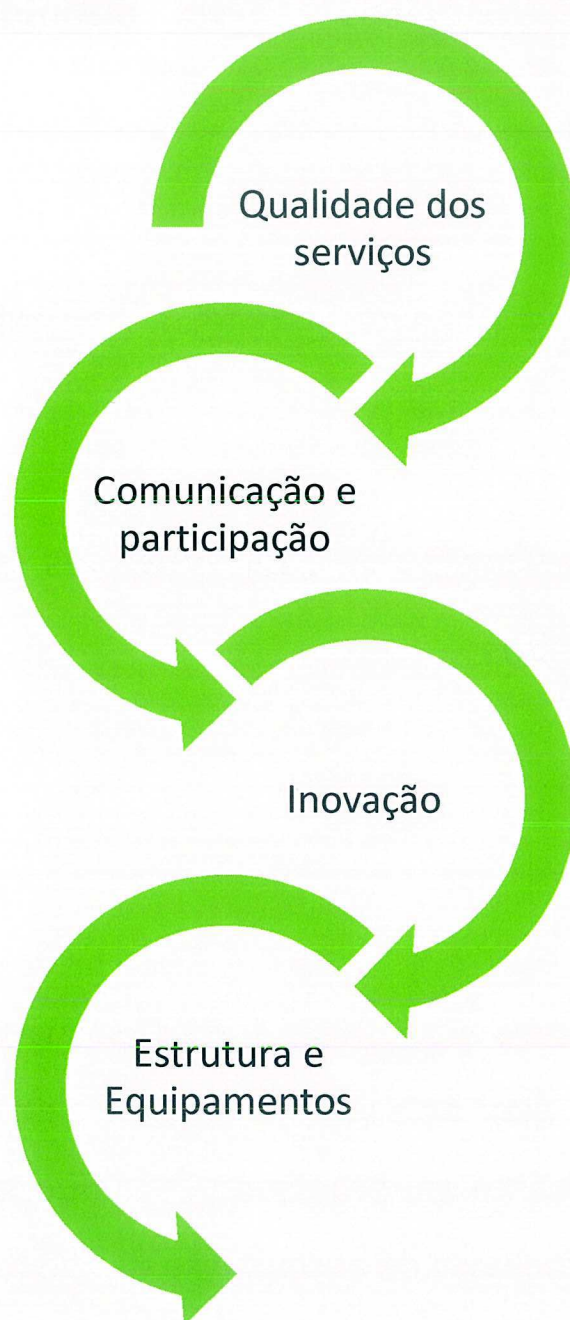 Qualidade dos
serviços
Comunicação e
participação
Inovação
Estrutura e
Equipamentos